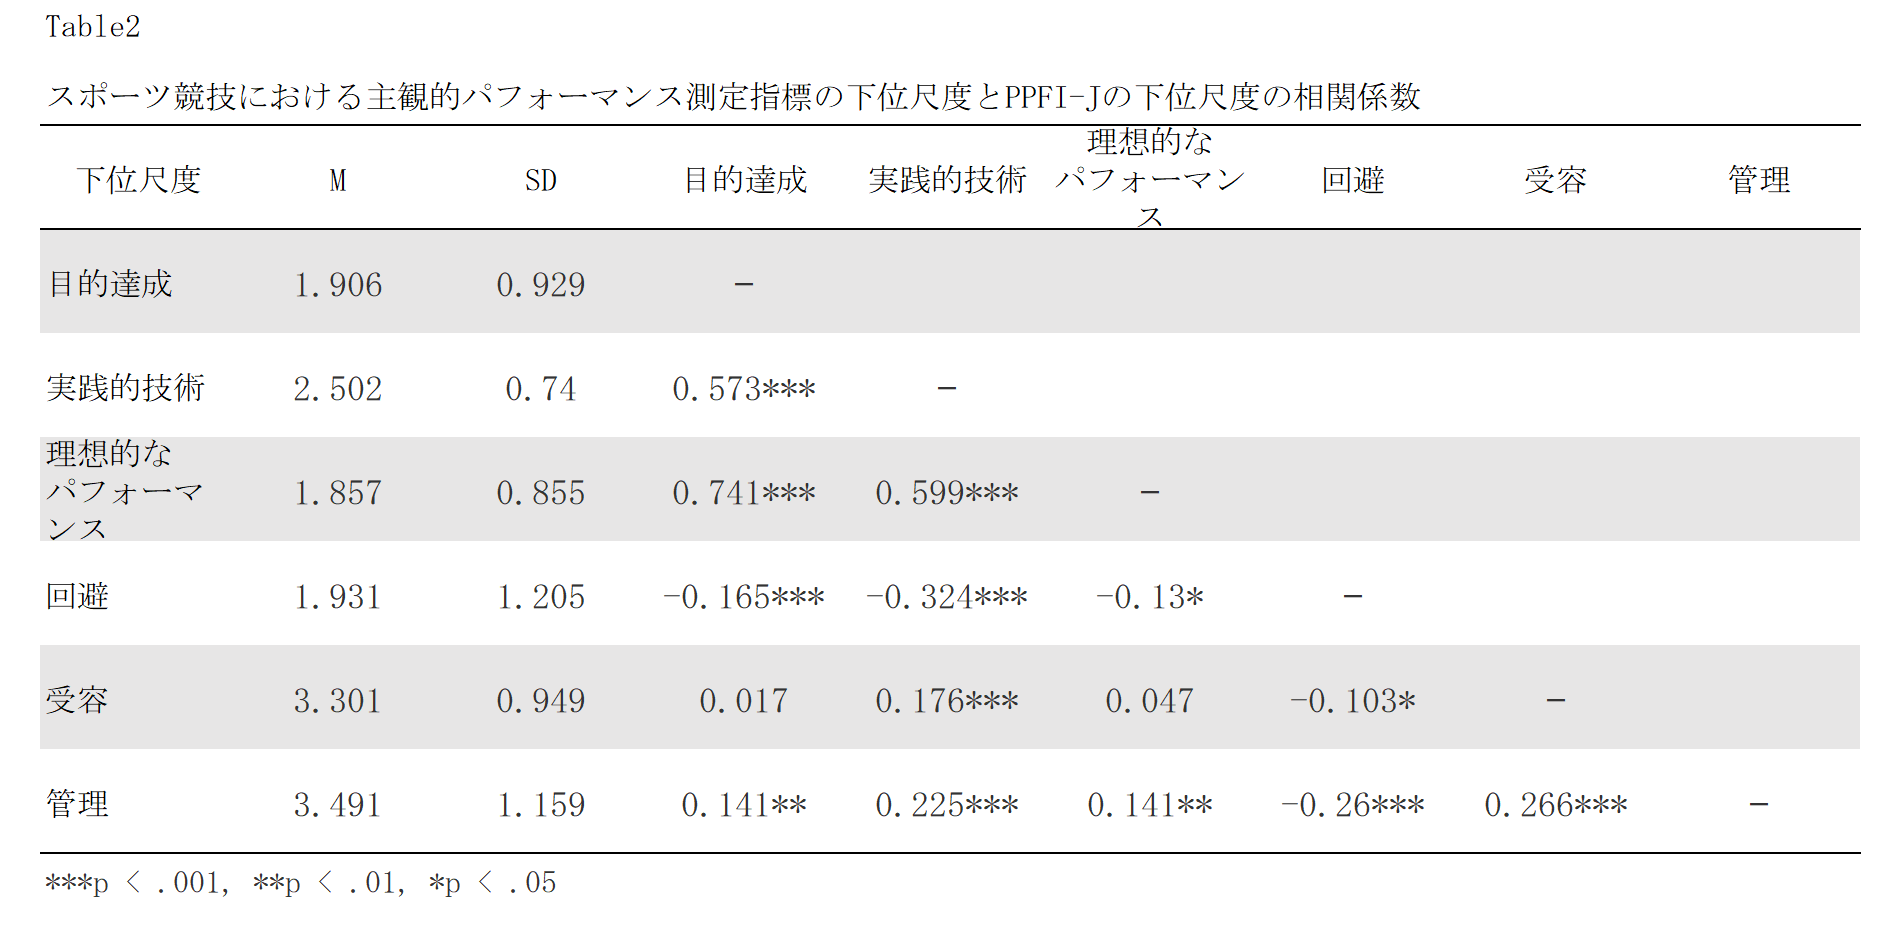 Table2
スポーツ競技における主観的パフォーマンス測定指標の下位尺度とPPFI-Jの下位尺度の相関係数
下位尺度 M SD 目的達成 実践的技術 理想的な パフォーマン ス 回避 受容 管理
目的達成 1.906 0.929 −
実践的技術 2.502 0.74 0.573*** −
理想的な パフォーマ ンス 1.857 0.855 0.741*** 0.599*** −
回避 1.931 1.205 -0.165*** -0.324*** -0.13* −
受容 3.301 0.949 0.017 0.176*** 0.047 -0.103* −
管理 3.491 1.159 0.141** 0.225*** 0.141** -0.26*** 0.266*** −
***p < .001, **p < .01, *p < .05